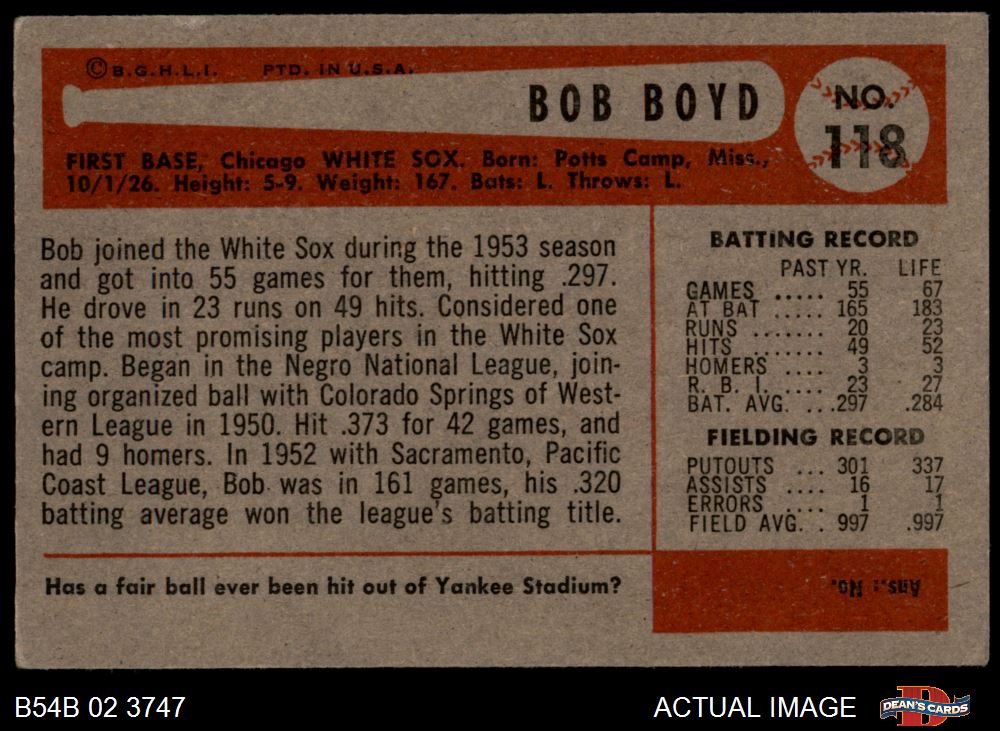 © B.G.H.L.I. PTD. IN U.S.A.
BOB BOYD
NO.
118
FIRST BASE, Chicago WHITE SOX. Born: Potts Camp, Miss.,
10/1/26. Height: 5-9. Weight: 167. Bats: L. Throws: L.
Bob joined the White Sox during the 1953 season
and got into 55 games for them, hitting .297.
He drove in 23 runs on 49 hits. Considered one
of the most promising players in the White Sox
camp. Began in the Negro National League, join-
ing organized ball with Colorado Springs of West-
ern League in 1950. Hit .373 for 42 games, and
had 9 homers. In 1952 with Sacramento, Pacific
Coast League, Bob was in 161 games, his .320
batting average won the league's batting title.
BATTING RECORD
PAST YR. LIFE
GAMES ..... 55 67
AT BAT ..... 165 183
RUNS ....... 20 23
HITS ....... 49 52
HOMERS .... 3 3
R. B. I. .... 23 27
BAT. AVG. ...297 .284
FIELDING RECORD
PUTOUTS ... 301 337
ASSISTS .... 16 17
ERRORS .... 1 1
FIELD AVG. . 997 .997
Has a fair ball ever been hit out of Yankee Stadium?
Ans.: No.
B54B 02 3747
ACTUAL IMAGE
D
DEAN'S CARDS